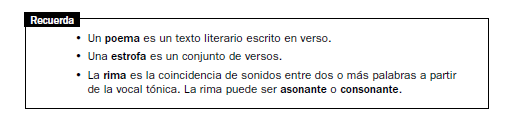 Recuerda
• Un poema es un texto literario escrito en verso.
• Una estrofa es un conjunto de versos.
• La rima es la coincidencia de sonidos entre dos o más palabras a partir
de la vocal tónica. La rima puede ser asonante o consonante.